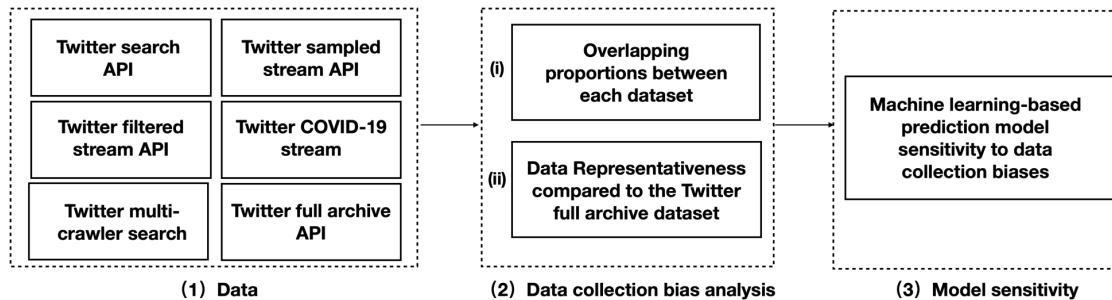 Twitter search
API
Twitter sampled
stream API
Twitter filtered
stream API
Twitter COVID-19
stream
Twitter multi-
crawler search
Twitter full archive
API
(1) Data
(i)
Overlapping
proportions between
each dataset
(ii)
Data Representativeness
compared to the Twitter
full archive dataset
(2) Data collection bias analysis
Machine learning-based
prediction model
sensitivity to data
collection biases
(3) Model sensitivity